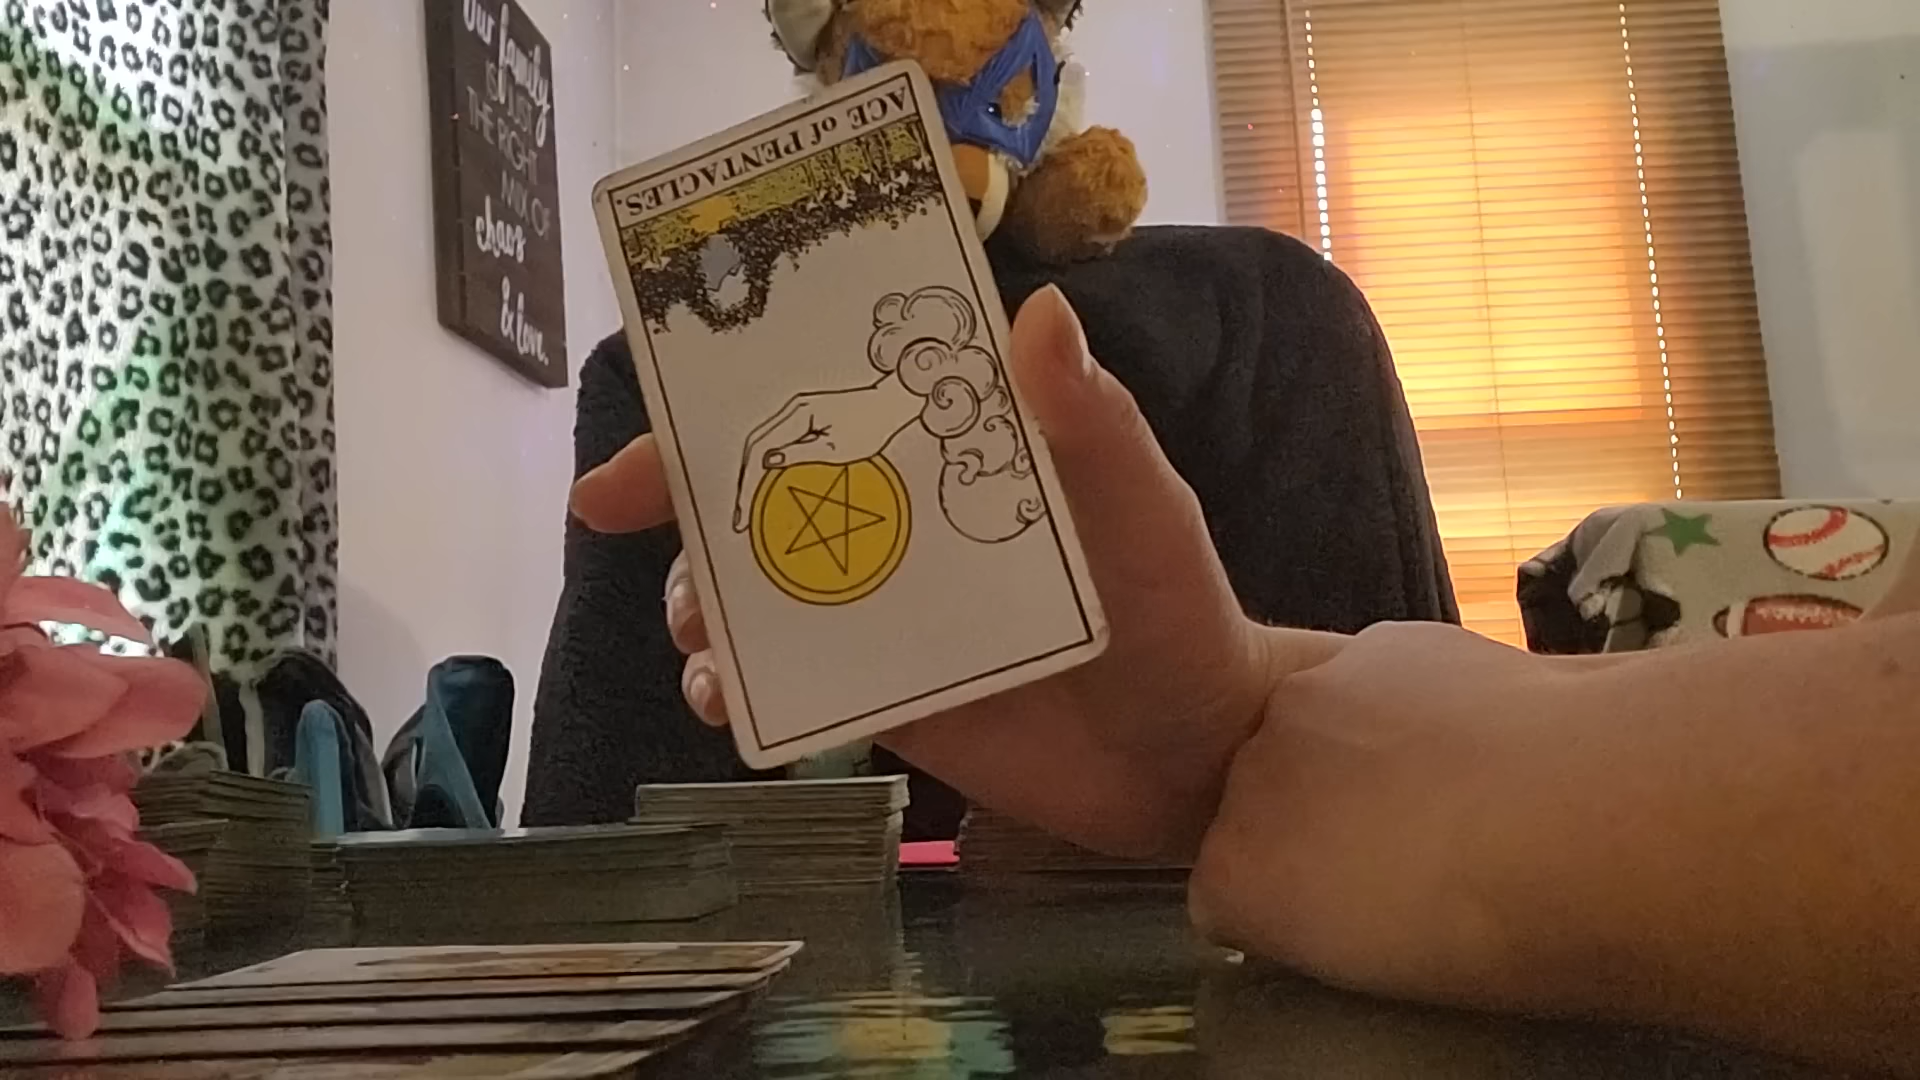 Our family
IS JUST
THE RIGHT
MIX OF
chaos
& love.
ACE of PENTACLES.